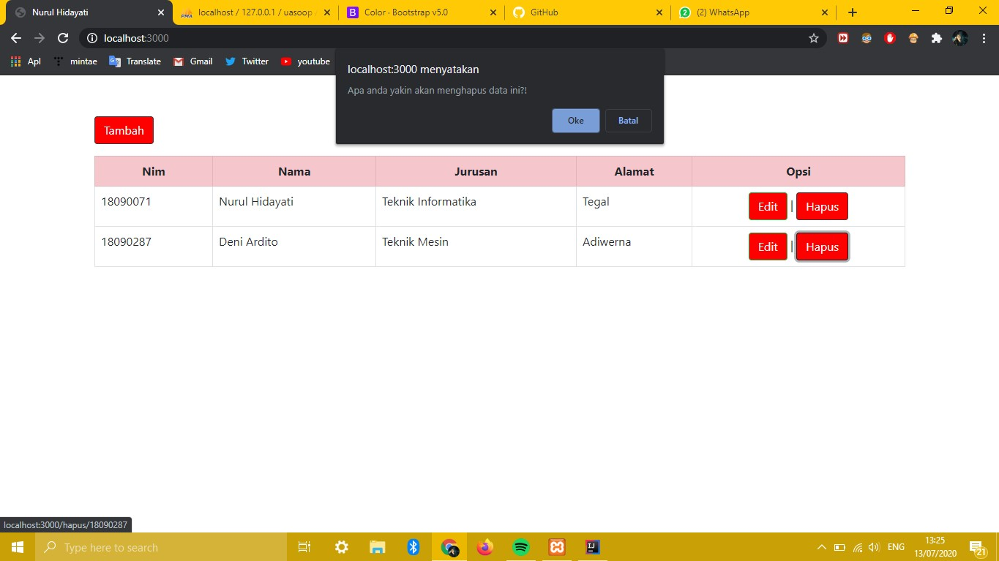 Nurul Hidayati
localhost / 127.0.0.1 / uasoop
Color · Bootstrap v5.0
GitHub
(2) WhatsApp
localhost:3000
Apl
mintae
Translate
Gmail
Twitter
youtube
localhost:3000 menyatakan
Apa anda yakin akan menghapus data ini?!
Oke
Batal
Tambah
Nim Nama Jurusan Alamat Opsi
18090071 Nurul Hidayati Teknik Informatika Tegal Edit | Hapus
18090287 Deni Ardito Teknik Mesin Adiwerna Edit | Hapus
localhost:3000/hapus/18090287
Type here to search
ENG
13:25
13/07/2020
21